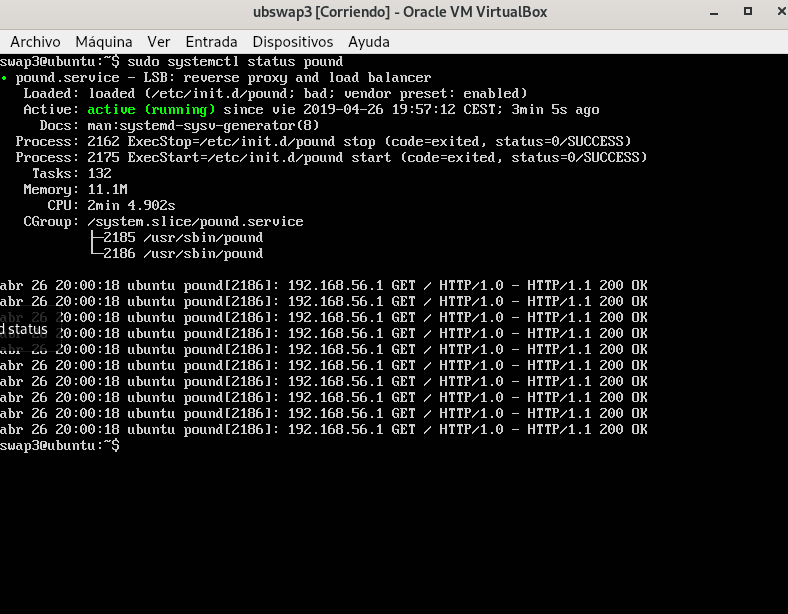 ubswap3 [Corriendo] - Oracle VM VirtualBox
Archivo Máquina Ver Entrada Dispositivos Ayuda
swap3@ubuntu:~$ sudo systemctl status pound
● pound.service - LSB: reverse proxy and load balancer
Loaded: loaded (/etc/init.d/pound; bad; vendor preset: enabled)
Active: active (running) since vie 2019-04-26 19:57:12 CEST; 3min 5s ago
Docs: man:systemd-sysv-generator(8)
Process: 2162 ExecStop=/etc/init.d/pound stop (code=exited, status=0/SUCCESS)
Process: 2175 ExecStart=/etc/init.d/pound start (code=exited, status=0/SUCCESS)
Tasks: 132
Memory: 11.1M
CPU: 2min 4.902s
CGroup: /system.slice/pound.service
├─2185 /usr/sbin/pound
└─2186 /usr/sbin/pound
abr 26 20:00:18 ubuntu pound[2186]: 192.168.56.1 GET / HTTP/1.0 - HTTP/1.1 200 OK
abr 26 20:00:18 ubuntu pound[2186]: 192.168.56.1 GET / HTTP/1.0 - HTTP/1.1 200 OK
abr 26 20:00:18 ubuntu pound[2186]: 192.168.56.1 GET / HTTP/1.0 - HTTP/1.1 200 OK
d status :00:18 ubuntu pound[2186]: 192.168.56.1 GET / HTTP/1.0 - HTTP/1.1 200 OK
abr 26 20:00:18 ubuntu pound[2186]: 192.168.56.1 GET / HTTP/1.0 - HTTP/1.1 200 OK
abr 26 20:00:18 ubuntu pound[2186]: 192.168.56.1 GET / HTTP/1.0 - HTTP/1.1 200 OK
abr 26 20:00:18 ubuntu pound[2186]: 192.168.56.1 GET / HTTP/1.0 - HTTP/1.1 200 OK
abr 26 20:00:18 ubuntu pound[2186]: 192.168.56.1 GET / HTTP/1.0 - HTTP/1.1 200 OK
abr 26 20:00:18 ubuntu pound[2186]: 192.168.56.1 GET / HTTP/1.0 - HTTP/1.1 200 OK
abr 26 20:00:18 ubuntu pound[2186]: 192.168.56.1 GET / HTTP/1.0 - HTTP/1.1 200 OK
swap3@ubuntu:~$